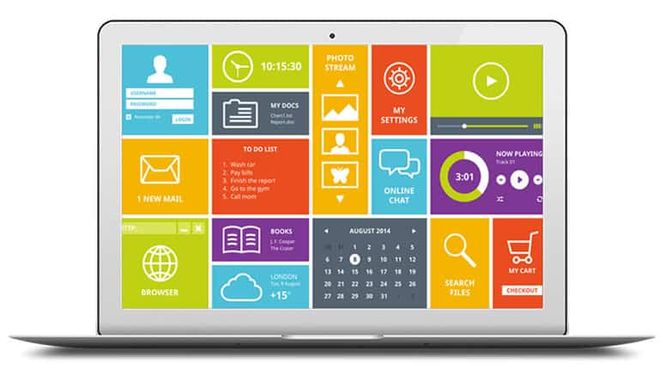 USERNAME
PASSWORD
Remember me
LOGIN
10:15:30
MY DOCS
Report.doc
PHOTO
STREAM
MY
SETTINGS
1 NEW MAIL
TO DO LIST
1. Wash car
2. Pay bills
3. Finish the report
4. Go to the gym
5. Call mom
ONLINE
CHAT
3:01
NOW PLAYING
Track 01
HTTP:
BROWSER
BOOKS
J. F. Cooper
LONDON
Tue, 9 August
+15°
AUGUST 2014
30 31 1 2 3 4 5
6 7 8 9 10 11 12
13 14 15 16 17 18 19
20 21 22 23 24 25 26
27 28 29 30 31
SEARCH
FILES
MY CART
CHECKOUT